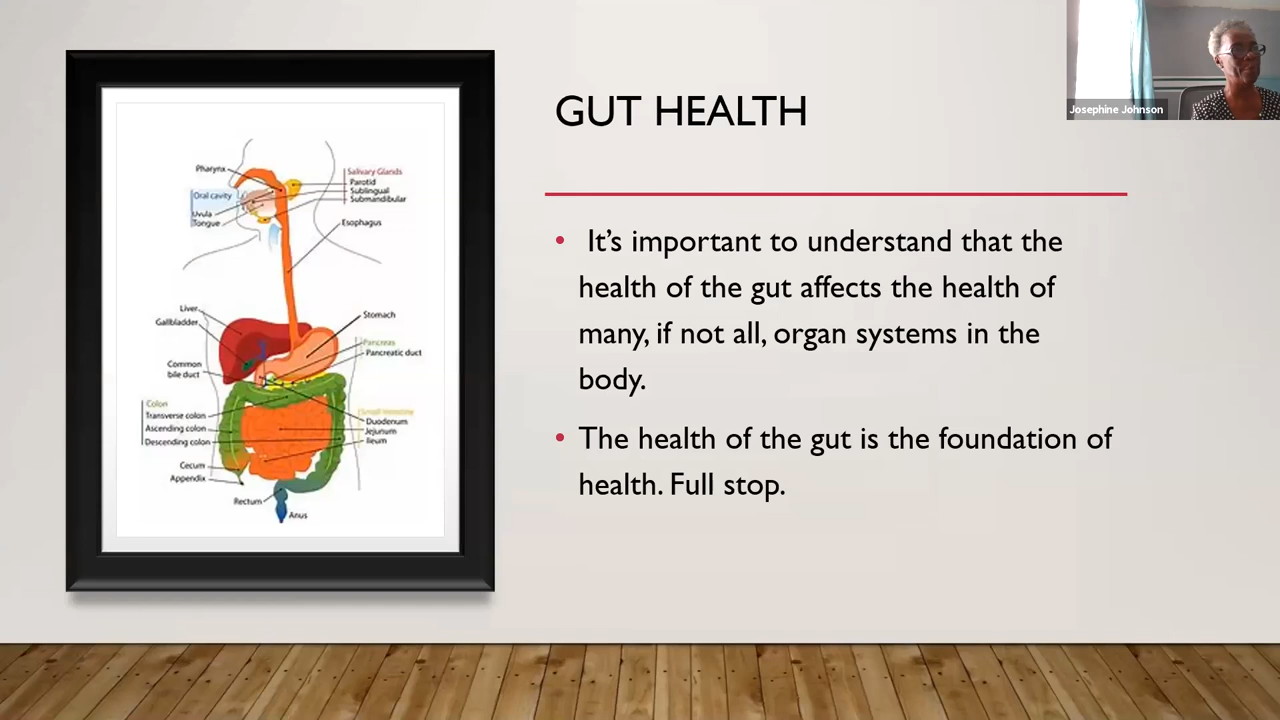 GUT HEALTH
Josephine Johnson
It’s important to understand that the
health of the gut affects the health of
many, if not all, organ systems in the
body.
The health of the gut is the foundation of
health. Full stop.
Pharynx
Oral cavity
Uvula
Tongue
Salivary Glands
Parotid
Sublingual
Submandibular
Esophagus
Liver
Gallbladder
Common
bile duct
Stomach
Pancreas
Pancreatic duct
Colon
Transverse colon
Ascending colon
Descending colon
Cecum
Appendix
Small intestine
Duodenum
Jejunum
Ileum
Rectum
Anus